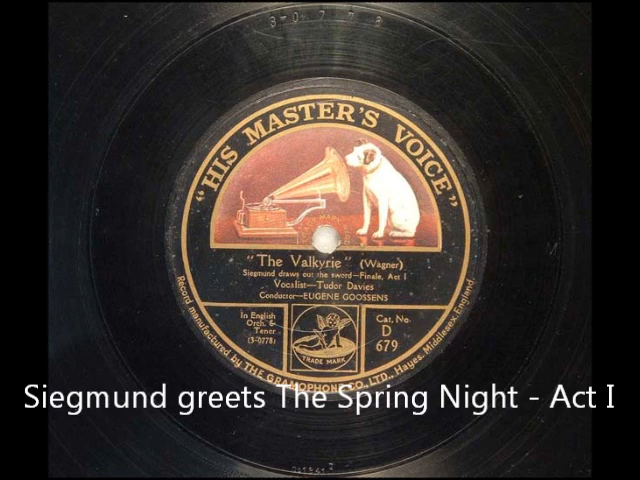 3-0778
"HIS MASTER'S VOICE"
"The Valkyrie" (Wagner)
Siegmund draws out the sword—Finale, Act I
Vocalist—Tudor Davies
Conductor—EUGENE GOOSSENS
In English
Orch. &
Tenor
(3-0778)
TRADE MARK
Cat. No.
D
679
Record manufactured by THE GRAMOPHONE CO., LTD., Hayes, Middlesex, England.
Siegmund greets The Spring Night - Act I